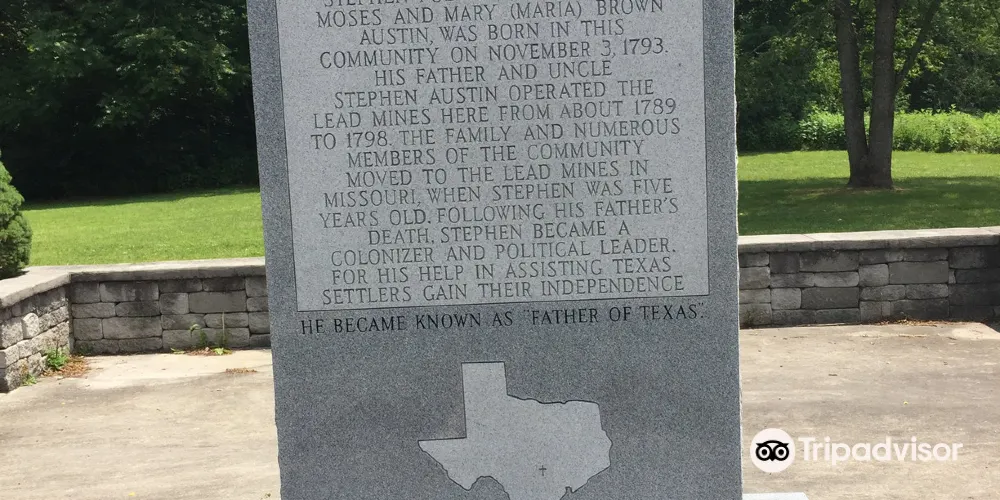 STEPHEN
MOSES AND MARY (MARIA) BROWN
AUSTIN, WAS BORN IN THIS
COMMUNITY ON NOVEMBER 3, 1793.
HIS FATHER AND UNCLE
STEPHEN AUSTIN OPERATED THE
LEAD MINES HERE FROM ABOUT 1789
TO 1798. THE FAMILY AND NUMEROUS
MEMBERS OF THE COMMUNITY
MOVED TO THE LEAD MINES IN
MISSOURI, WHEN STEPHEN WAS FIVE
YEARS OLD. FOLLOWING HIS FATHER'S
DEATH, STEPHEN BECAME A
COLONIZER AND POLITICAL LEADER.
FOR HIS HELP IN ASSISTING TEXAS
SETTLERS GAIN THEIR INDEPENDENCE
HE BECAME KNOWN AS "FATHER OF TEXAS".
Tripadvisor